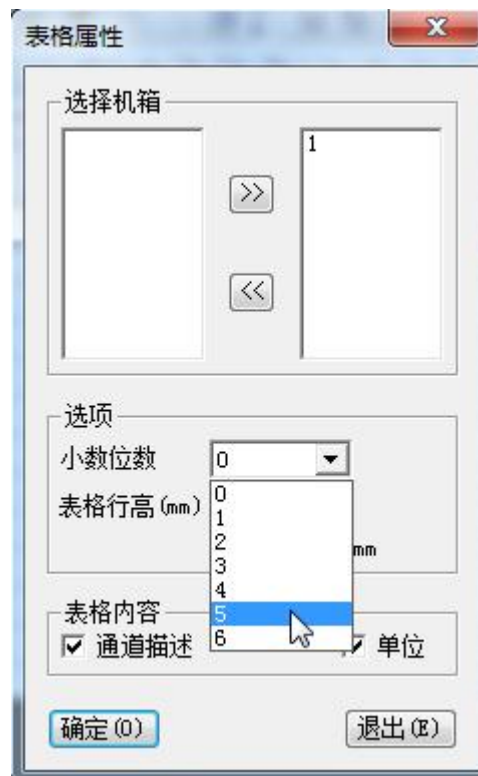 表格属性
选择机箱
1
>>
<<
选项
小数位数 0
表格行高(mm)
0
1
2
3
4
5
6
mm
表格内容
通道描述 单位
确定(O) 退出(E)